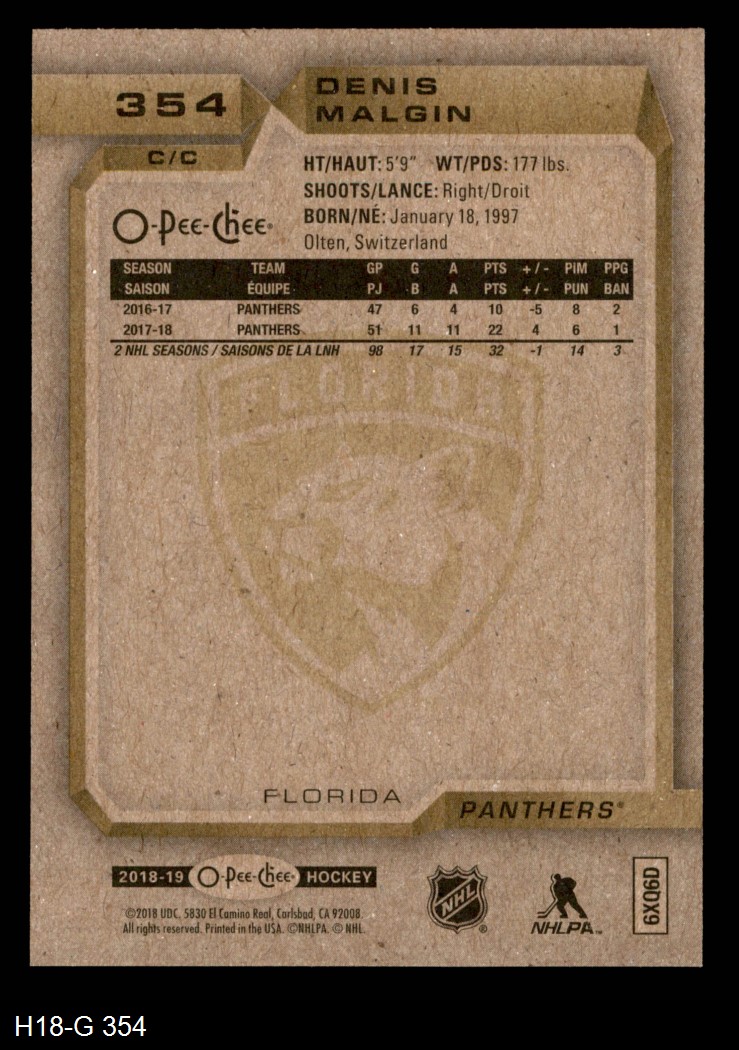 354
DENIS
MALGIN
C/C
HT/HAUT: 5'9" WT/PDS: 177 lbs.
SHOOTS/LANCE: Right/Droit
BORN/NÉ: January 18, 1997
Olten, Switzerland
O-Pee-Chee
SEASON TEAM GP G A PTS +/- PIM PPG
SAISON ÉQUIPE PJ B A PTS +/- PUN BAN
2016-17 PANTHERS 47 6 4 10 -5 8 2
2017-18 PANTHERS 51 11 11 22 4 6 1
2 NHL SEASONS / SAISONS DE LA LNH 98 17 15 32 -1 14 3
FLORIDA
FLORIDA
PANTHERS®
2018-19 O-Pee-Chee® HOCKEY
©2018 UDC. 5830 El Camino Real, Carlsbad, CA 92008.
All rights reserved. Printed in the USA. ©NHLPA. © NHL.
NHL®
NHLPA™
6XQ6D
H18-G 354